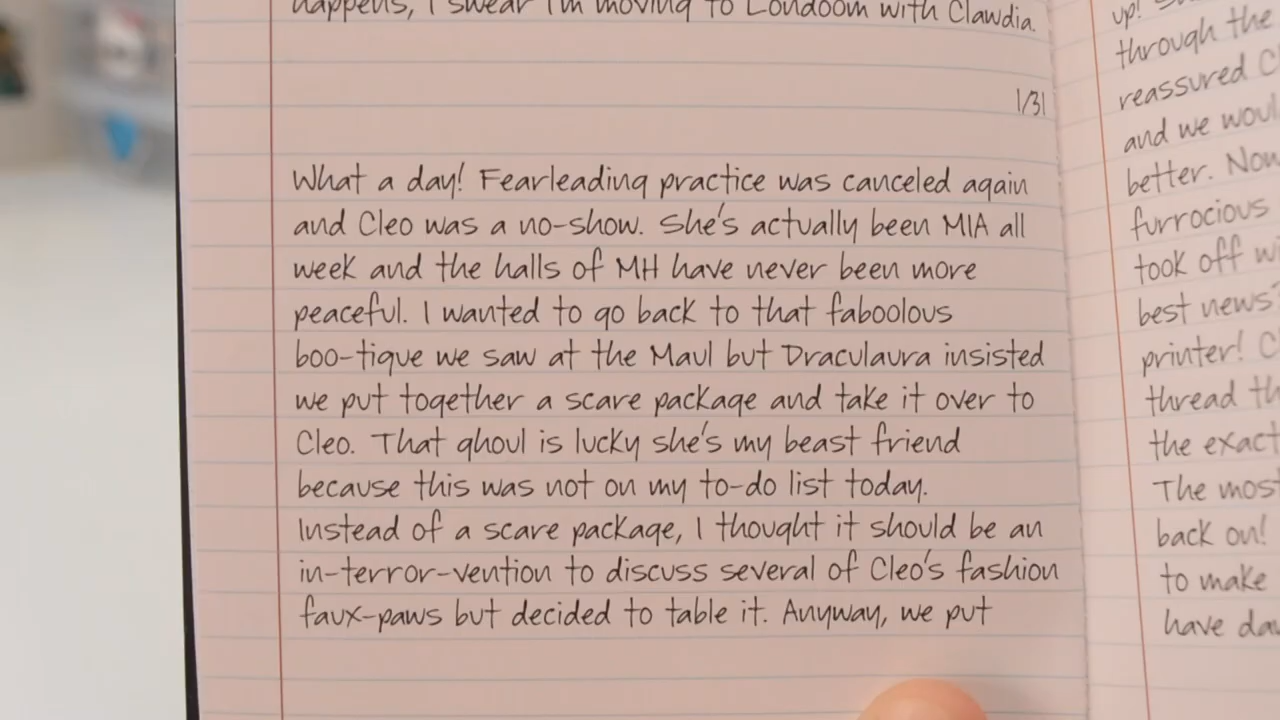 happens, I swear I'm moving to Londoom with Clawdia.
1/31
What a day! Fearleading practice was canceled again
and Cleo was a no-show. She's actually been MIA all
week and the halls of MH have never been more
peaceful. I wanted to go back to that faboolous
boo-tique we saw at the Maul but Draculaura insisted
we put together a scare package and take it over to
Cleo. That ghoul is lucky she's my beast friend
because this was not on my to-do list today.
Instead of a scare package, I thought it should be an
in-terror-vention to discuss several of Cleo's fashion
faux-paws but decided to table it. Anyway, we put
up!
through the
reassured
and we
better.
furrocious
took off
best news?
printer!
thread
the
The
back on!
to make
have